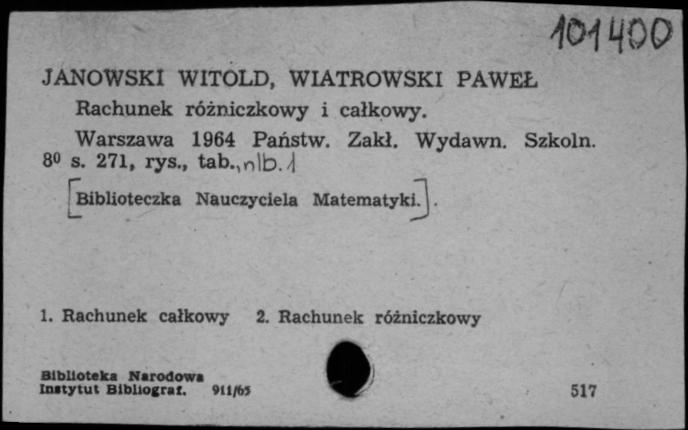 101400
JANOWSKI WITOLD, WIATROWSKI PAWEŁ
Rachunek różniczkowy i całkowy.
Warszawa 1964 Państw. Zakł. Wydawn. Szkoln.
8⁰ s. 271, rys., tab., nlb. 1
[Biblioteczka Nauczyciela Matematyki.].
1. Rachunek całkowy 2. Rachunek różniczkowy
Biblioteka Narodowa
Instytut Bibliograf. 911/65
517